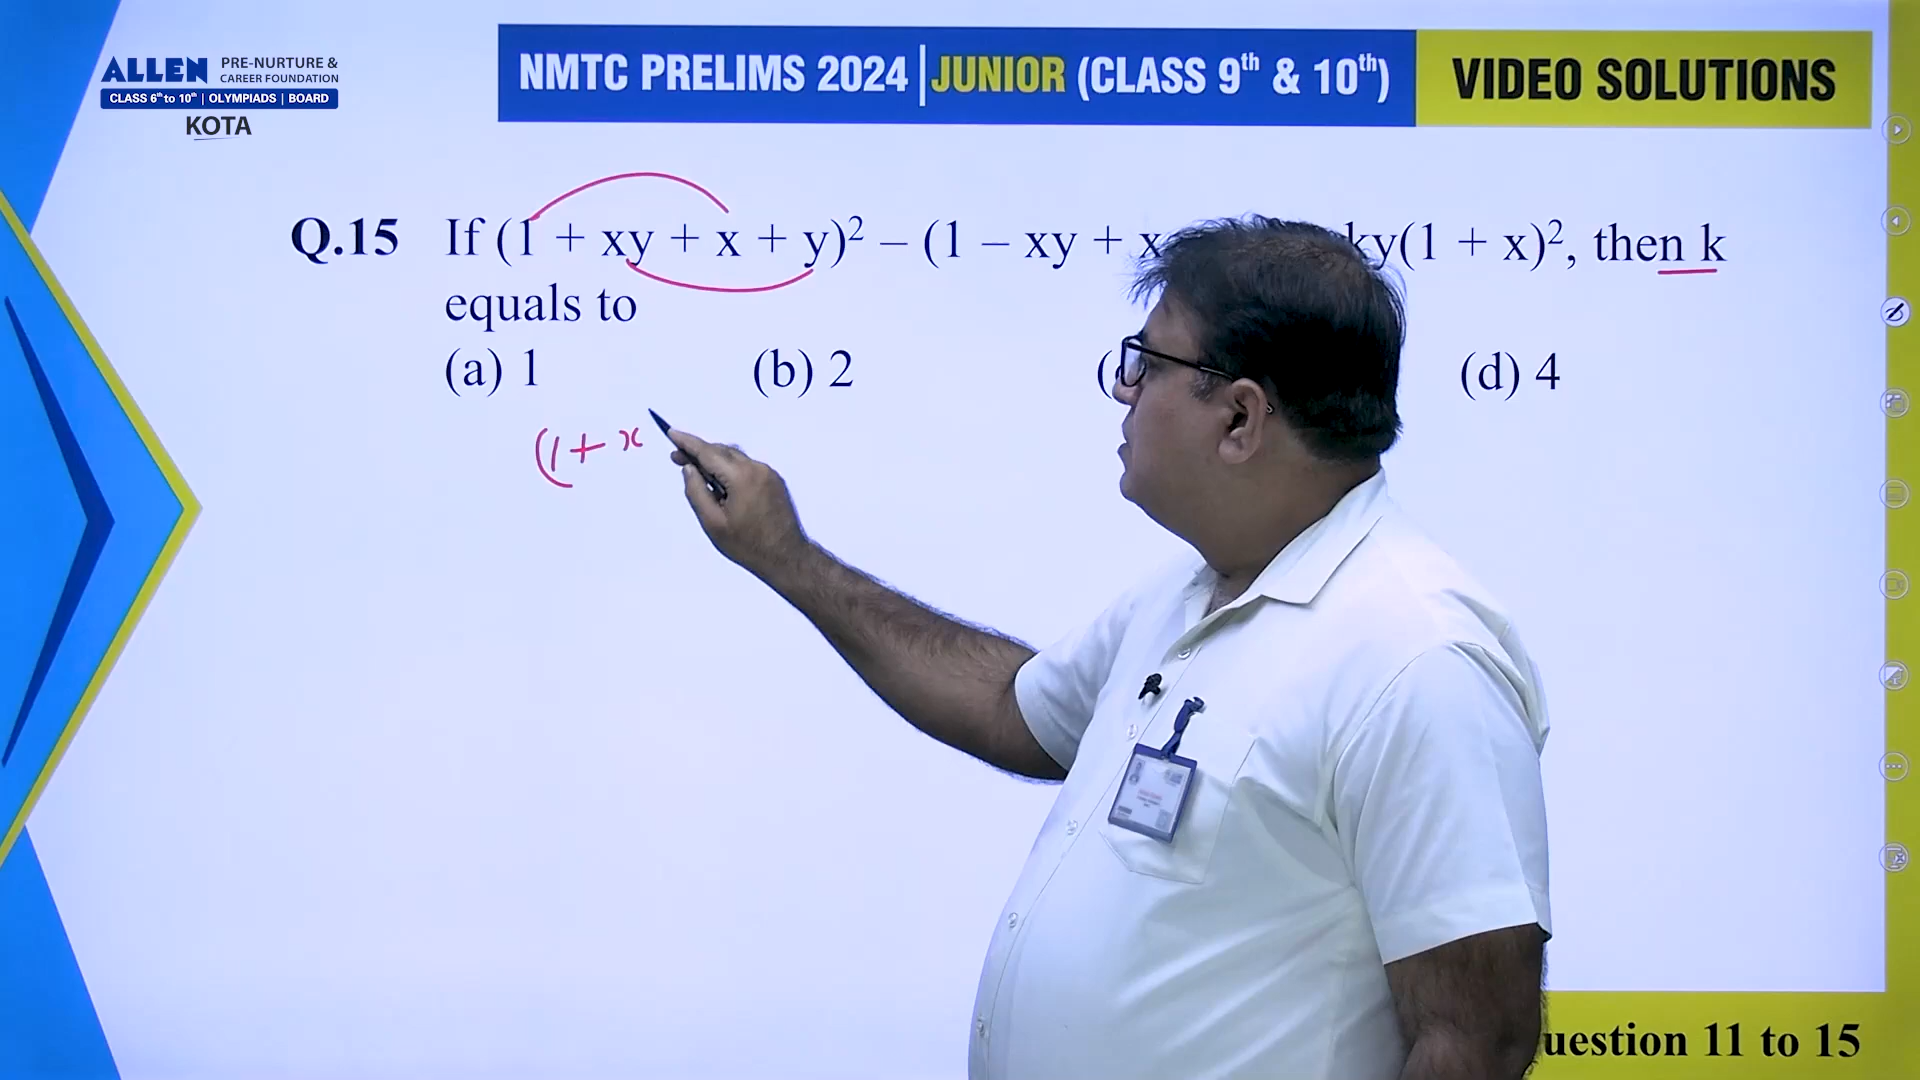 ALLEN PRE-NURTURE &
CAREER FOUNDATION
CLASS 6th to 10th | OLYMPIADS | BOARD
KOTA
NMTC PRELIMS 2024 | JUNIOR (CLASS 9th & 10th) VIDEO SOLUTIONS
Q.15 If (1 + xy + x + y)² – (1 – xy + x ky(1 + x)², then k
equals to
(a) 1 (b) 2 (d) 4
(1 + x
uestion 11 to 15